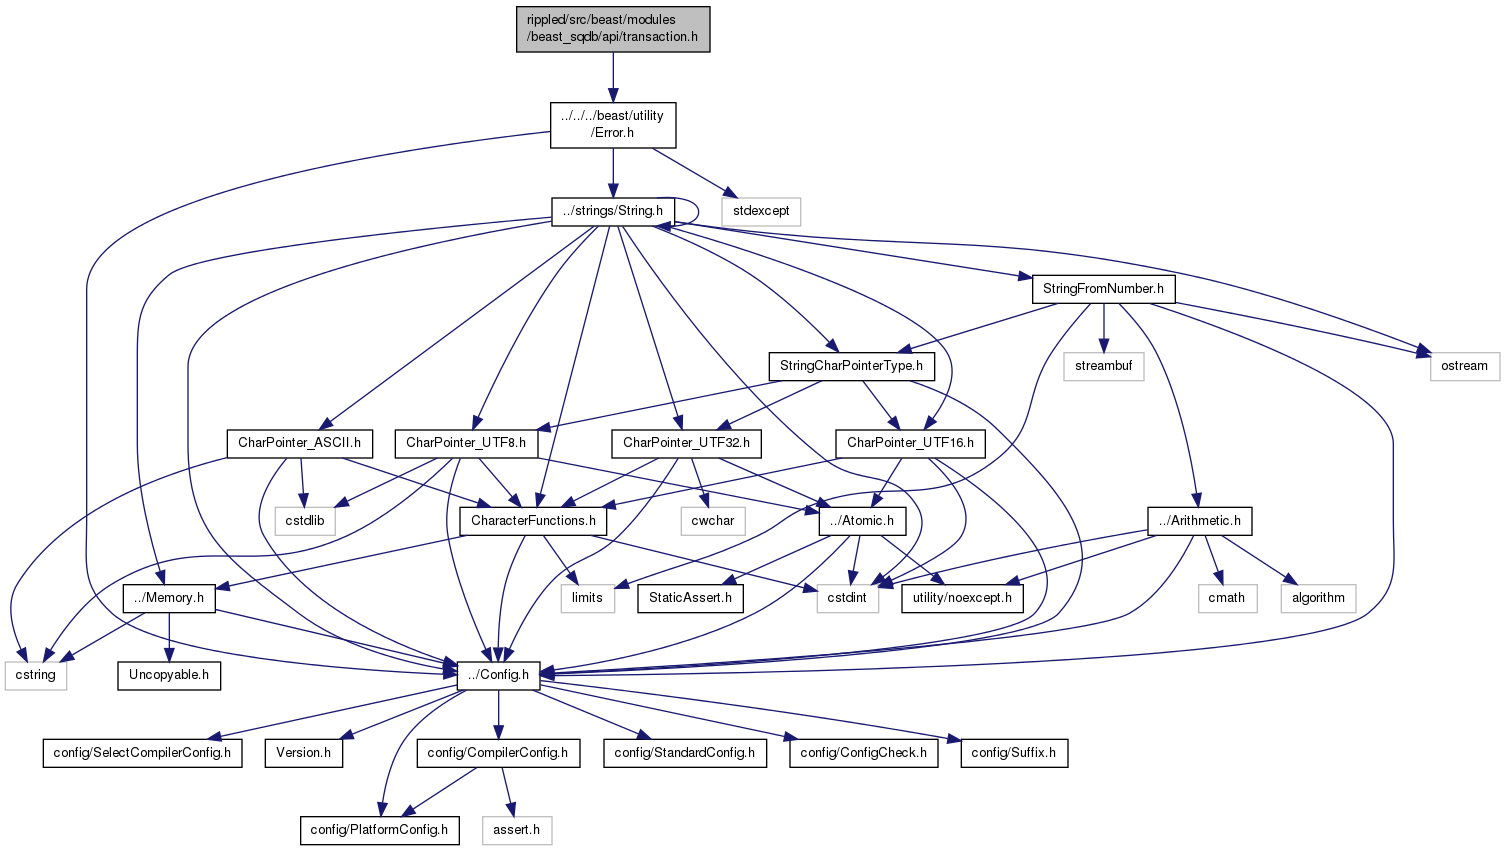 rippled/src/beast/modules
/beast_sqdb/api/transaction.h
../../../beast/utility
/Error.h
../strings/String.h
stdexcept
StringFromNumber.h
StringCharPointerType.h
streambuf
ostream
CharPointer_ASCII.h
CharPointer_UTF8.h
CharPointer_UTF32.h
CharPointer_UTF16.h
cstdlib
CharacterFunctions.h
cwchar
../Atomic.h
../Arithmetic.h
../Memory.h
limits
StaticAssert.h
cstdint
utility/noexcept.h
cmath
algorithm
cstring
Uncopyable.h
../Config.h
config/SelectCompilerConfig.h
Version.h
config/CompilerConfig.h
config/StandardConfig.h
config/ConfigCheck.h
config/Suffix.h
config/PlatformConfig.h
assert.h